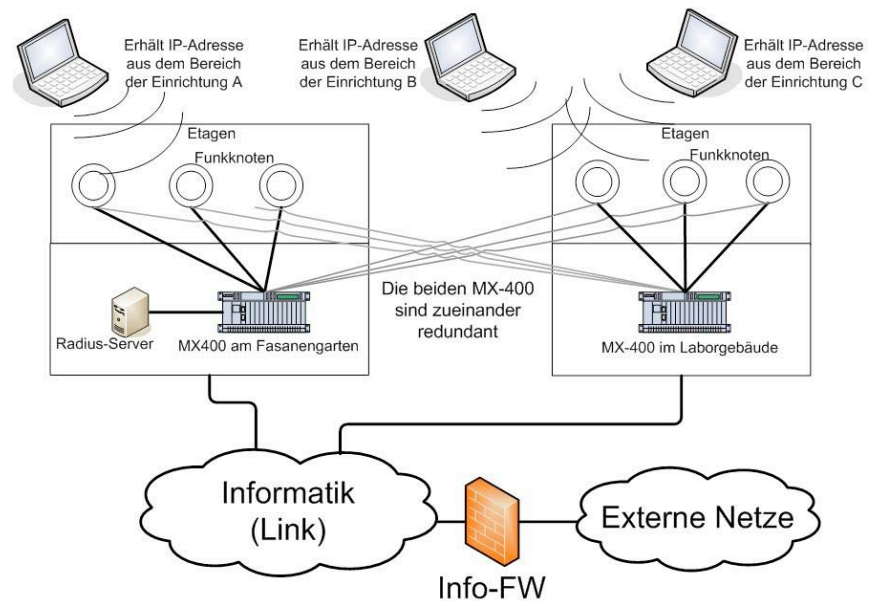 Erhält IP-Adresse
aus dem Bereich
der Einrichtung A
Erhält IP-Adresse
aus dem Bereich
der Einrichtung B
Erhält IP-Adresse
aus dem Bereich
der Einrichtung C
Etagen
Funkknoten
Etagen
Funkknoten
Die beiden MX-400
sind zueinander
redundant
Radius-Server
MX400 am Fasanengarten
MX-400 im Laborgebäude
Informatik
(Link)
Externe Netze
Info-FW